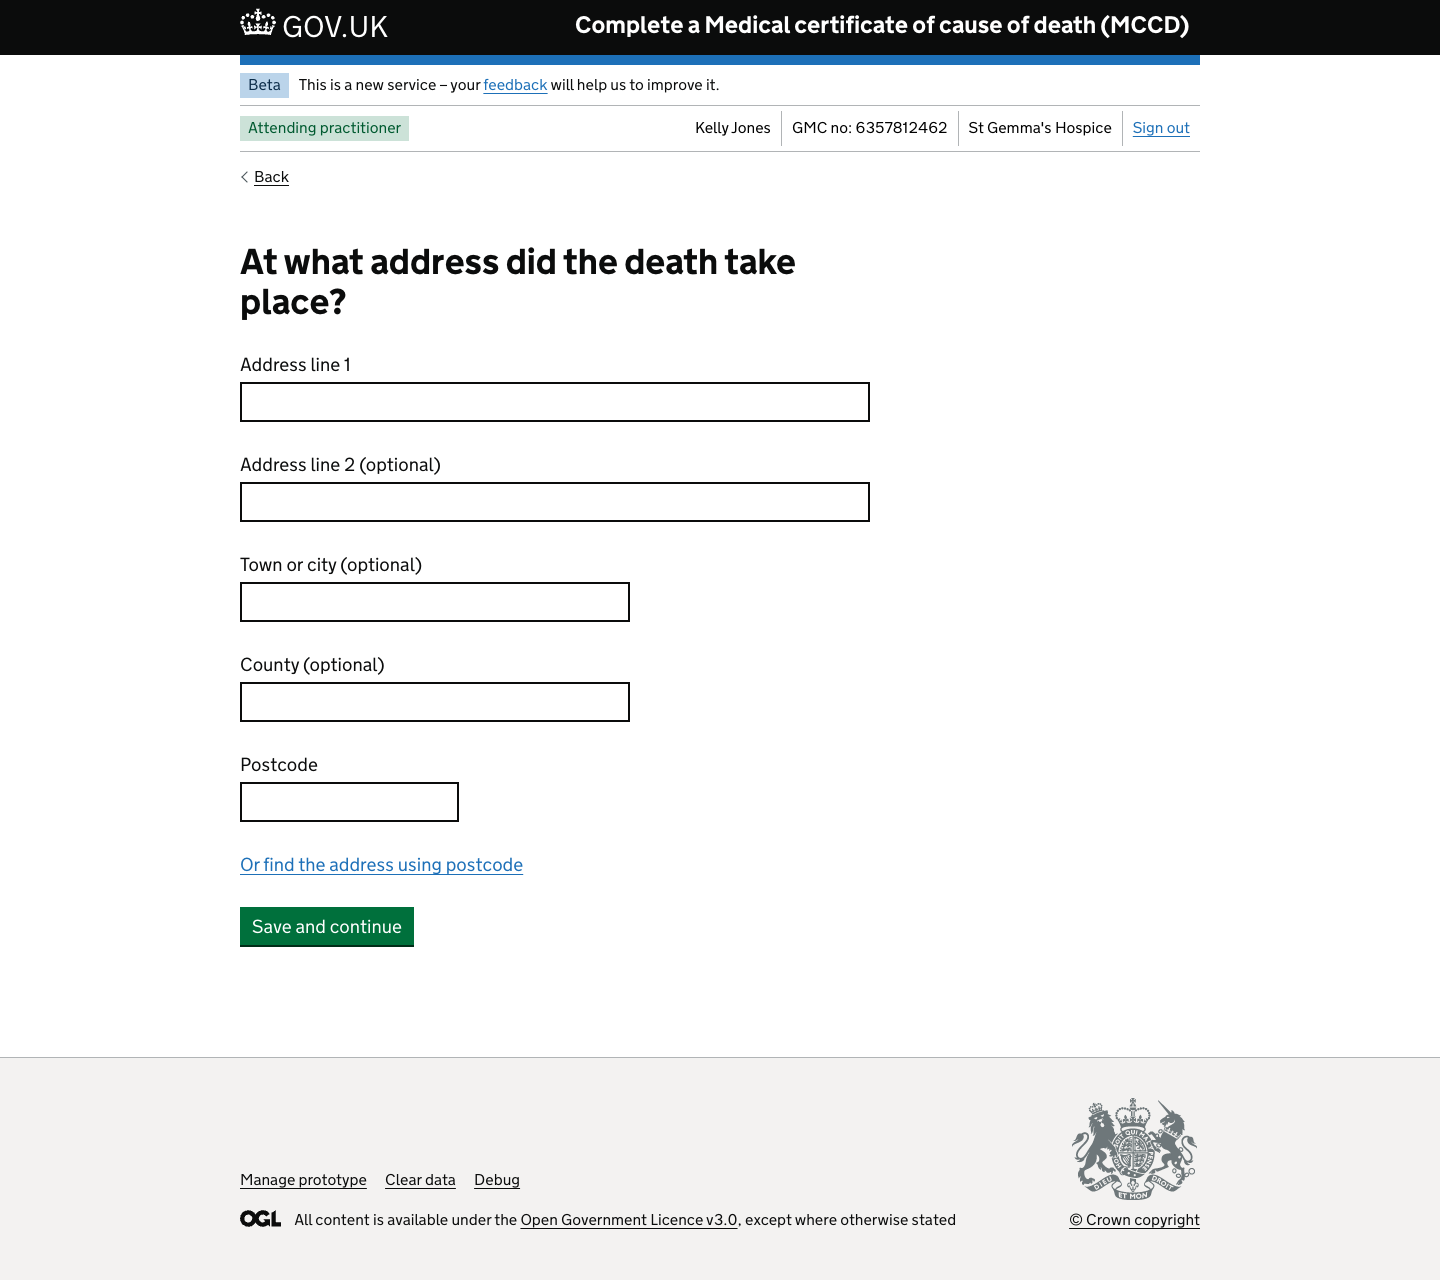 GOV.UK
Complete a Medical certificate of cause of death (MCCD)
Beta This is a new service – your feedback will help us to improve it.
Attending practitioner Kelly Jones GMC no: 6357812462 St Gemma's Hospice Sign out
Back
At what address did the death take
place?
Address line 1
Address line 2 (optional)
Town or city (optional)
County (optional)
Postcode
Or find the address using postcode
Save and continue
Manage prototype Clear data Debug
OGL All content is available under the Open Government Licence v3.0, except where otherwise stated
DIEU ET MON DROIT
© Crown copyright